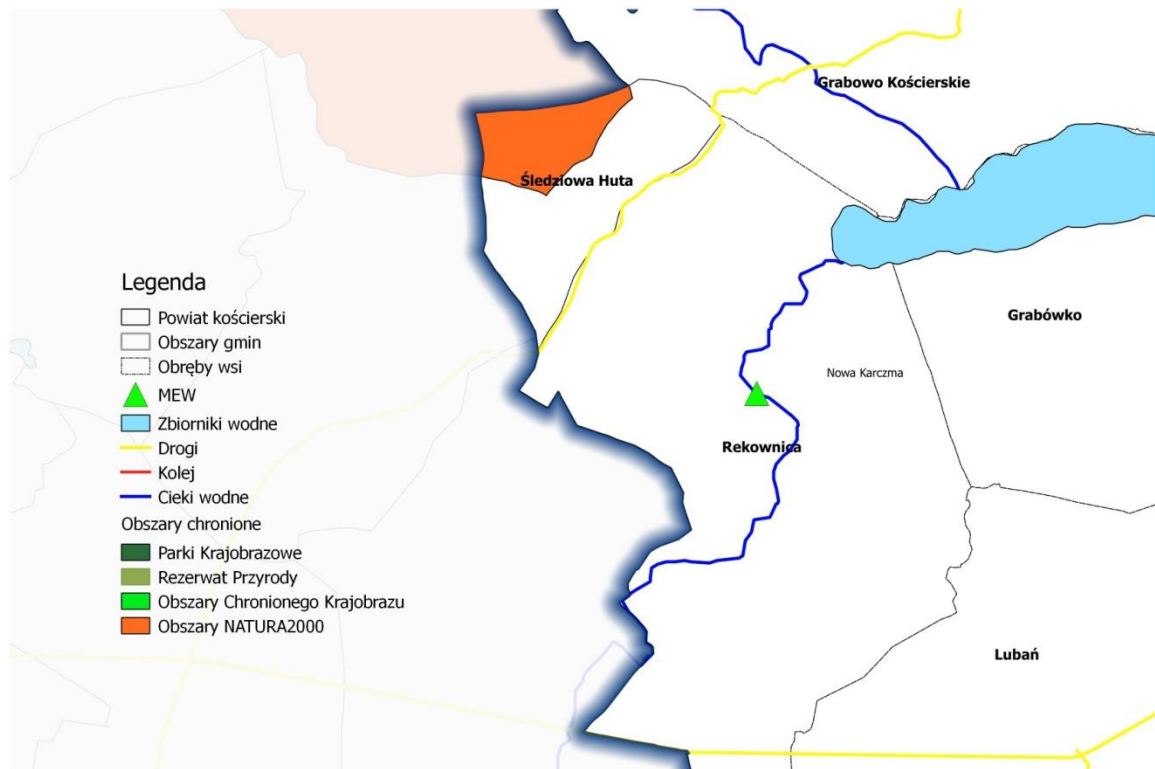 Grabowo Kościerskie
Śledziowa Huta
Legenda
Powiat kościerski
Obszary gmin
Obręby wsi
MEW
Zbiorniki wodne
Drogi
Kolej
Cieki wodne
Obszary chronione
Parki Krajobrazowe
Rezerwat Przyrody
Obszary Chronionego Krajobrazu
Obszary NATURA2000
Grabówko
Nowa Karczma
Rekownica
Lubań